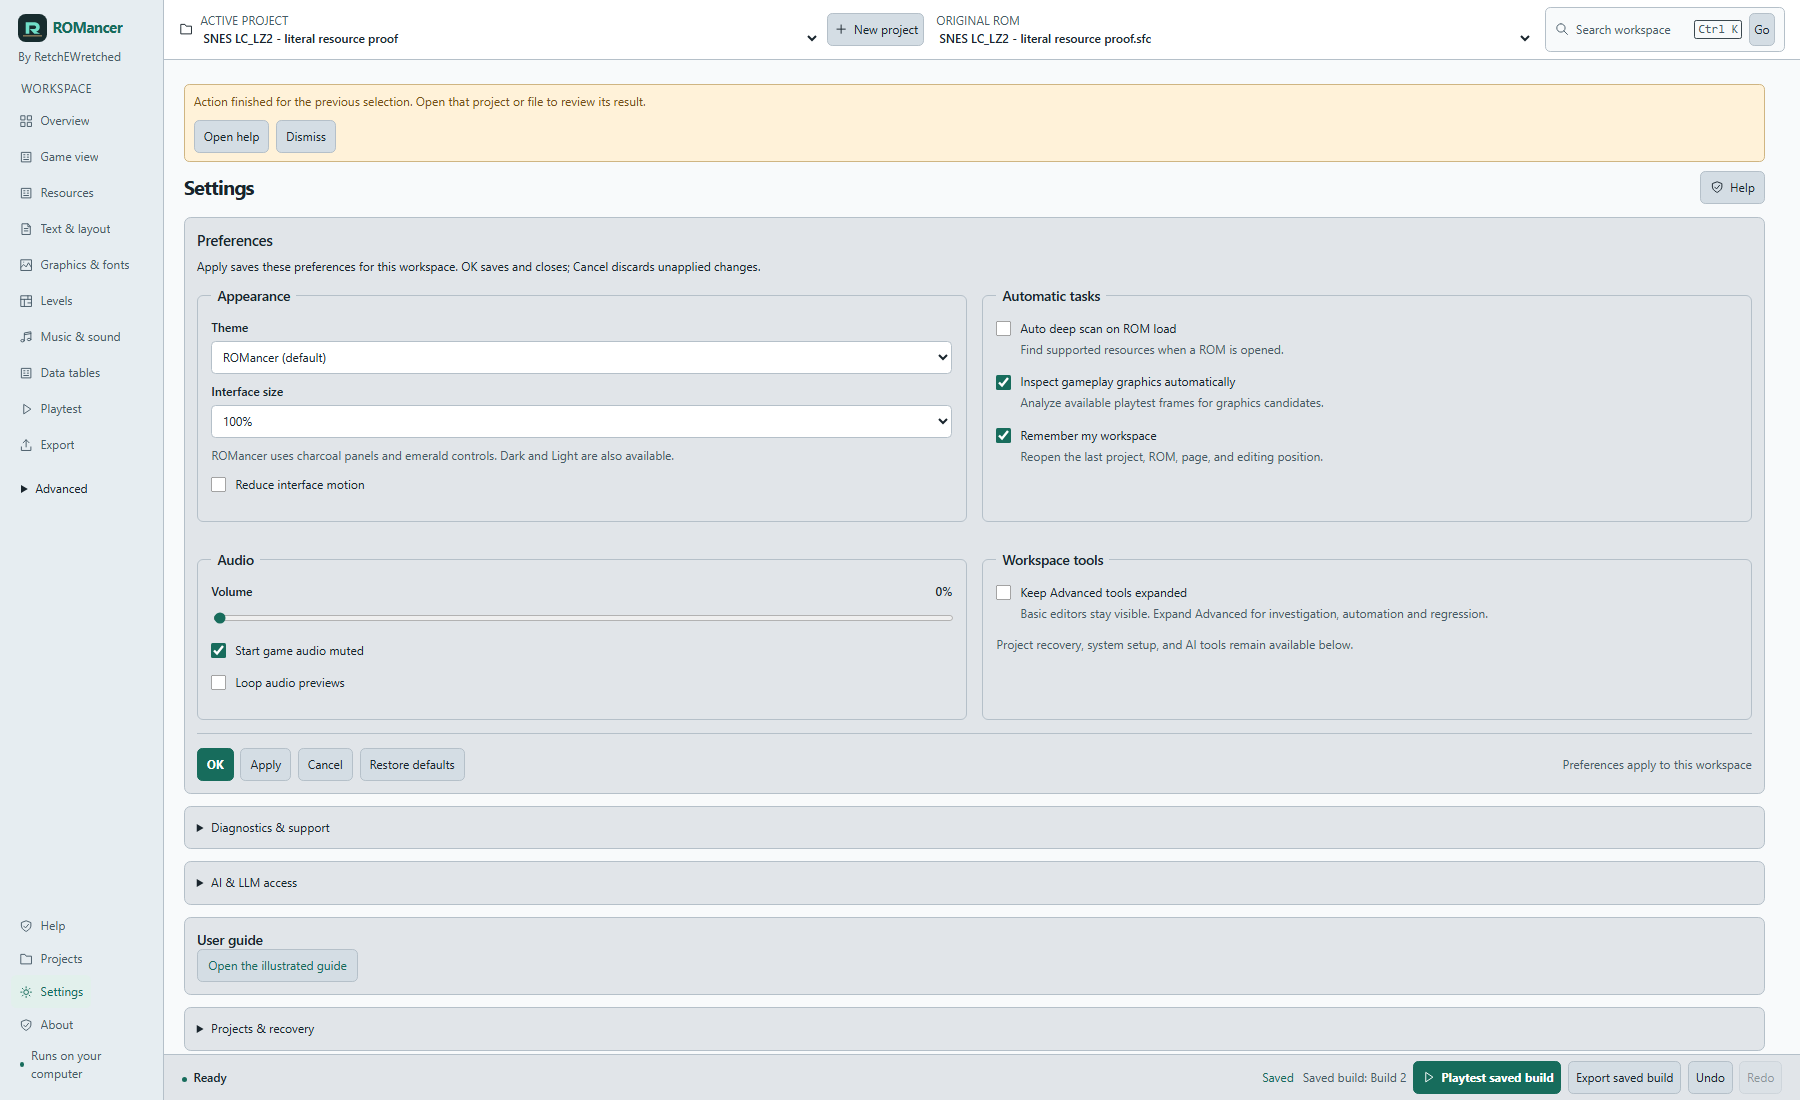 ROMancer
By RetchEWretched
WORKSPACE
Overview
Game view
Resources
Text & layout
Graphics & fonts
Levels
Music & sound
Data tables
Playtest
Export
Advanced
Help
Projects
Settings
About
Runs on your
computer
ACTIVE PROJECT
SNES LC_LZ2 - literal resource proof
New project
ORIGINAL ROM
SNES LC_LZ2 - literal resource proof.sfc
Search workspace
Ctrl K
Go
Action finished for the previous selection. Open that project or file to review its result.
Open help
Dismiss
Settings
Help
Preferences
Apply saves these preferences for this workspace. OK saves and closes; Cancel discards unapplied changes.
Appearance
Theme
ROMancer (default)
Interface size
100%
ROMancer uses charcoal panels and emerald controls. Dark and Light are also available.
Reduce interface motion
Automatic tasks
Auto deep scan on ROM load
Find supported resources when a ROM is opened.
Inspect gameplay graphics automatically
Analyze available playtest frames for graphics candidates.
Remember my workspace
Reopen the last project, ROM, page, and editing position.
Audio
Volume
0%
Start game audio muted
Loop audio previews
Workspace tools
Keep Advanced tools expanded
Basic editors stay visible. Expand Advanced for investigation, automation and regression.
Project recovery, system setup, and AI tools remain available below.
OK
Apply
Cancel
Restore defaults
Preferences apply to this workspace
Diagnostics & support
AI & LLM access
User guide
Open the illustrated guide
Projects & recovery
Ready
Saved
Saved build: Build 2
Playtest saved build
Export saved build
Undo
Redo